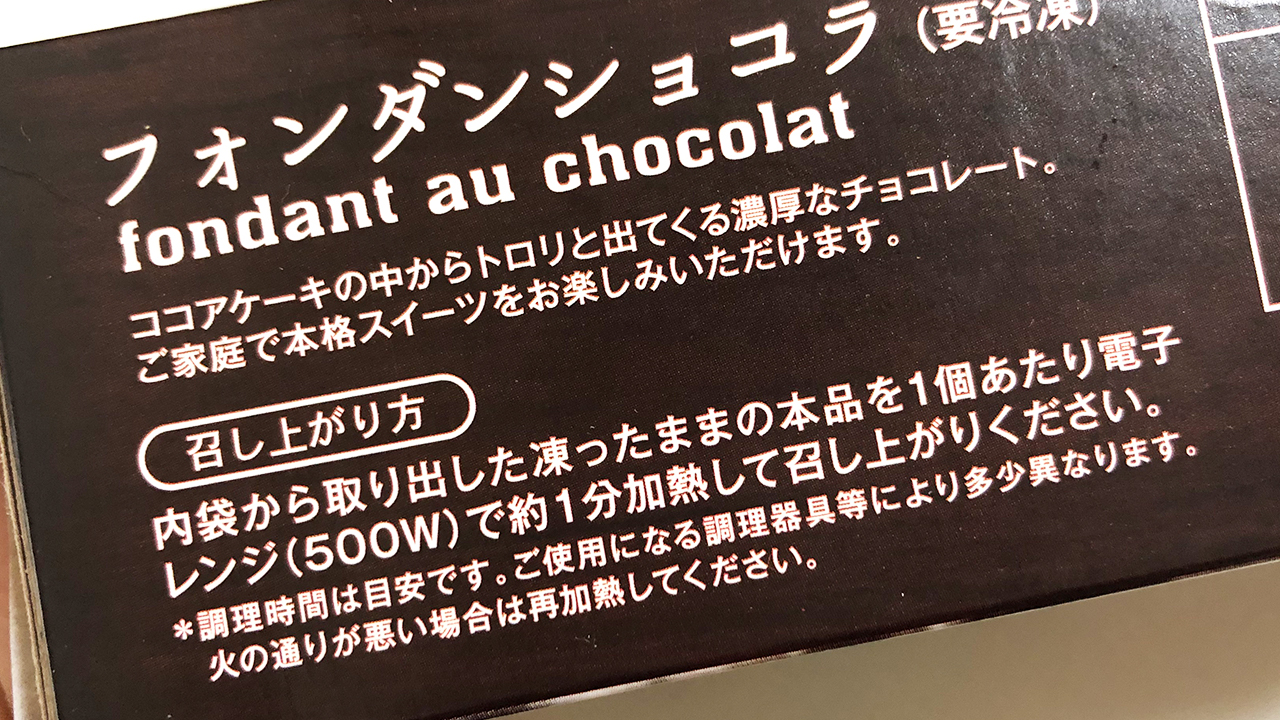 フォンダンショコラ（要冷凍）
fondant au chocolat
ココアケーキの中からトロリと出てくる濃厚なチョコレート。
ご家庭で本格スイーツをお楽しみいただけます。
召し上がり方
内袋から取り出した凍ったままの本品を1個あたり電子
レンジ（500W）で約1分加熱して召し上がりください。
＊調理時間は目安です。ご使用になる調理器具等により多少異なります。
火の通りが悪い場合は再加熱してください。